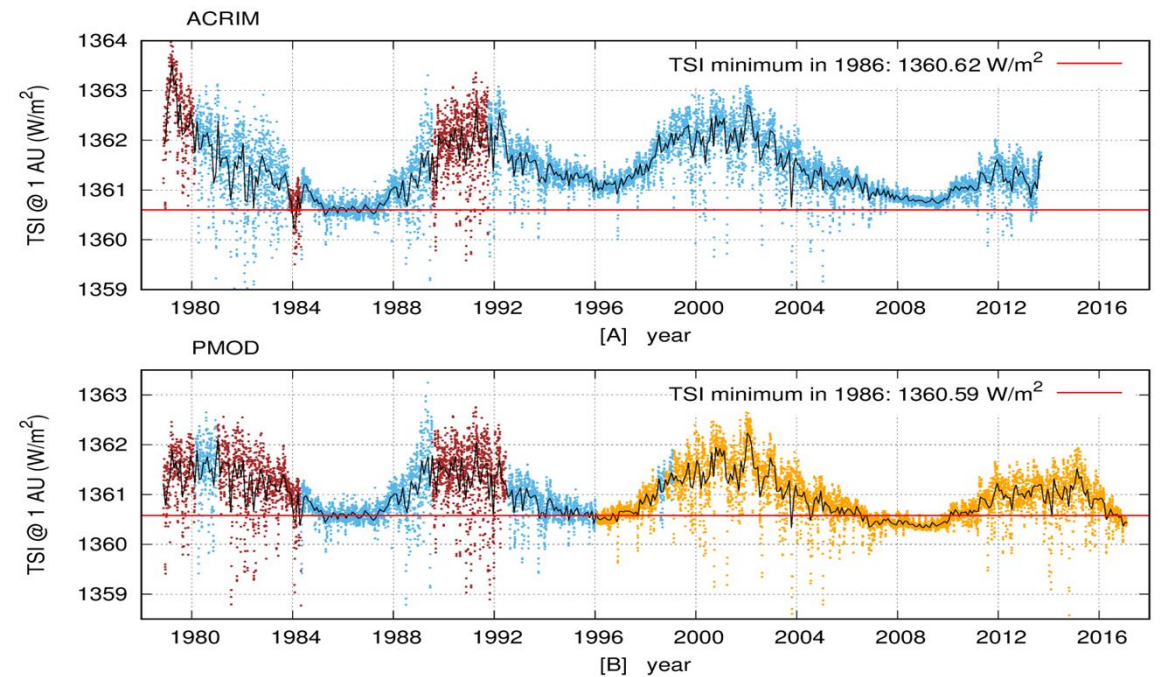 ACRIM
TSI @ 1 AU (W/m²)
1364
1363
1362
1361
1360
1359
TSI minimum in 1986: 1360.62 W/m²
1980 1984 1988 1992 1996 2000 2004 2008 2012 2016
[A] year
PMOD
TSI @ 1 AU (W/m²)
1363
1362
1361
1360
1359
TSI minimum in 1986: 1360.59 W/m²
1980 1984 1988 1992 1996 2000 2004 2008 2012 2016
[B] year